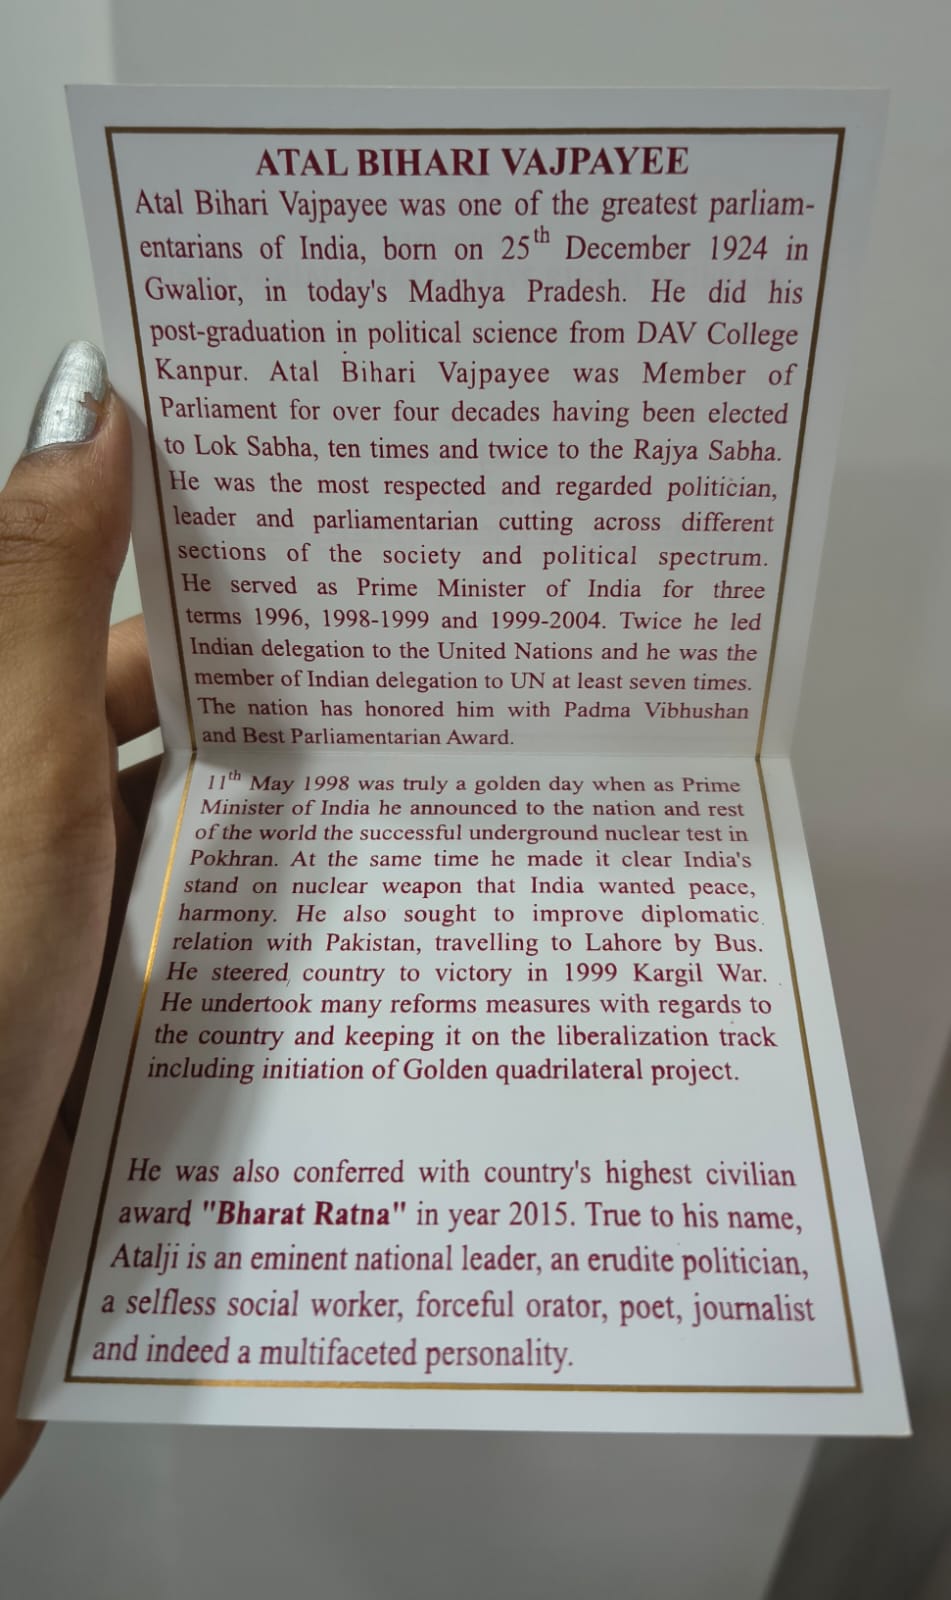 ATAL BIHARI VAJPAYEE
Atal Bihari Vajpayee was one of the greatest parliam-
entarians of India, born on 25th December 1924 in
Gwalior, in today's Madhya Pradesh. He did his
post-graduation in political science from DAV College
Kanpur. Atal Bihari Vajpayee was Member of
Parliament for over four decades having been elected
to Lok Sabha, ten times and twice to the Rajya Sabha.
He was the most respected and regarded politician,
leader and parliamentarian cutting across different
sections of the society and political spectrum.
He served as Prime Minister of India for three
terms 1996, 1998-1999 and 1999-2004. Twice he led
Indian delegation to the United Nations and he was the
member of Indian delegation to UN at least seven times.
The nation has honored him with Padma Vibhushan
and Best Parliamentarian Award.
11th May 1998 was truly a golden day when as Prime
Minister of India he announced to the nation and rest
of the world the successful underground nuclear test in
Pokhran. At the same time he made it clear India's
stand on nuclear weapon that India wanted peace,
harmony. He also sought to improve diplomatic
relation with Pakistan, travelling to Lahore by Bus.
He steered country to victory in 1999 Kargil War.
He undertook many reforms measures with regards to
the country and keeping it on the liberalization track
including initiation of Golden quadrilateral project.
He was also conferred with country's highest civilian
award "Bharat Ratna" in year 2015. True to his name,
Atalji is an eminent national leader, an erudite politician,
a selfless social worker, forceful orator, poet, journalist
and indeed a multifaceted personality.